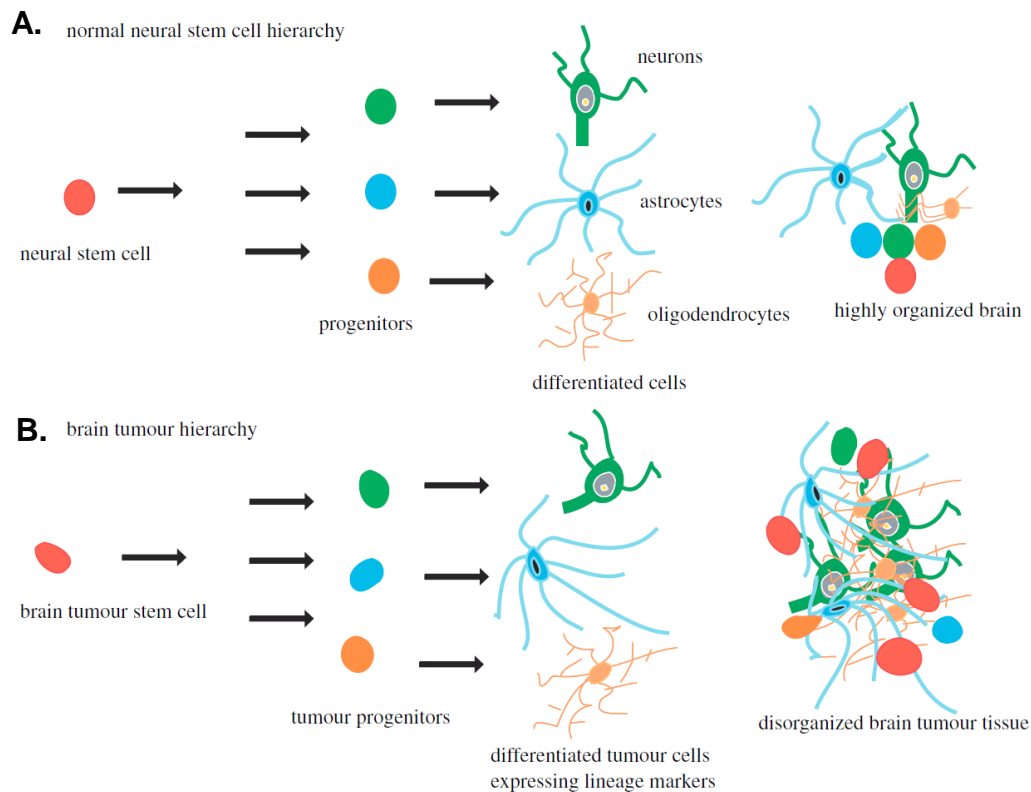 A. normal neural stem cell hierarchy
neurons
neural stem cell
astrocytes
progenitors
oligodendrocytes
highly organized brain
differentiated cells
B. brain tumour hierarchy
brain tumour stem cell
tumour progenitors
differentiated tumour cells
expressing lineage markers
disorganized brain tumour tissue